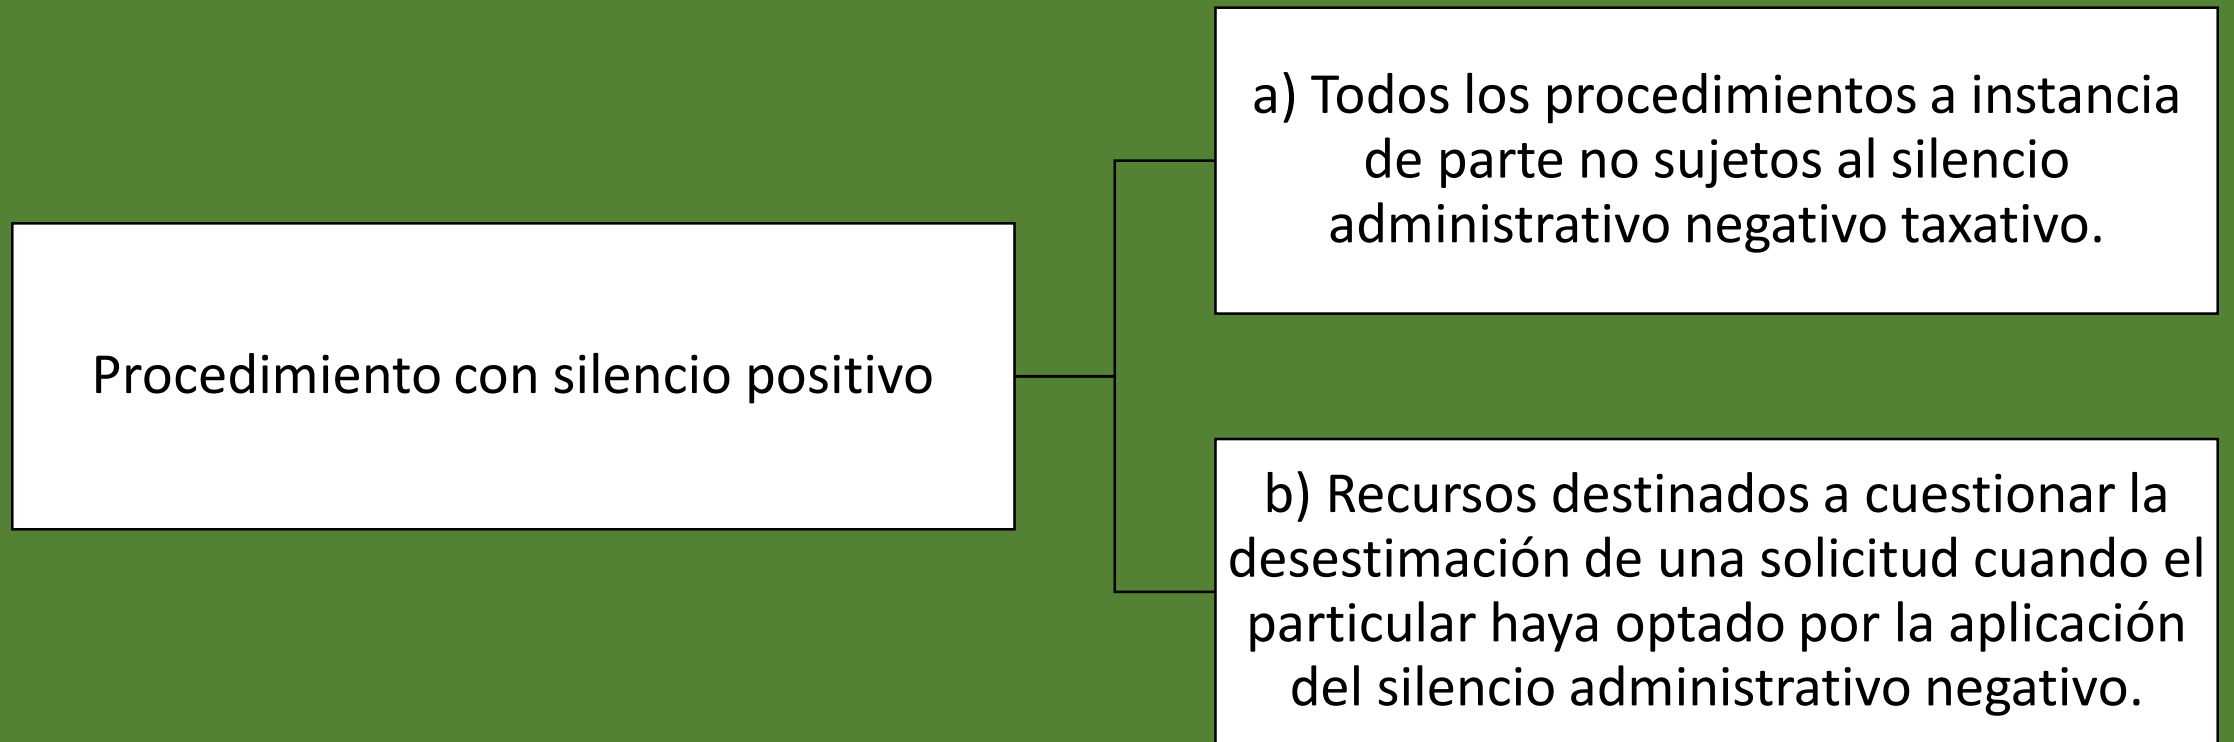 Procedimiento con silencio positivo
a) Todos los procedimientos a instancia
de parte no sujetos al silencio
administrativo negativo taxativo.
b) Recursos destinados a cuestionar la
desestimación de una solicitud cuando el
particular haya optado por la aplicación
del silencio administrativo negativo.